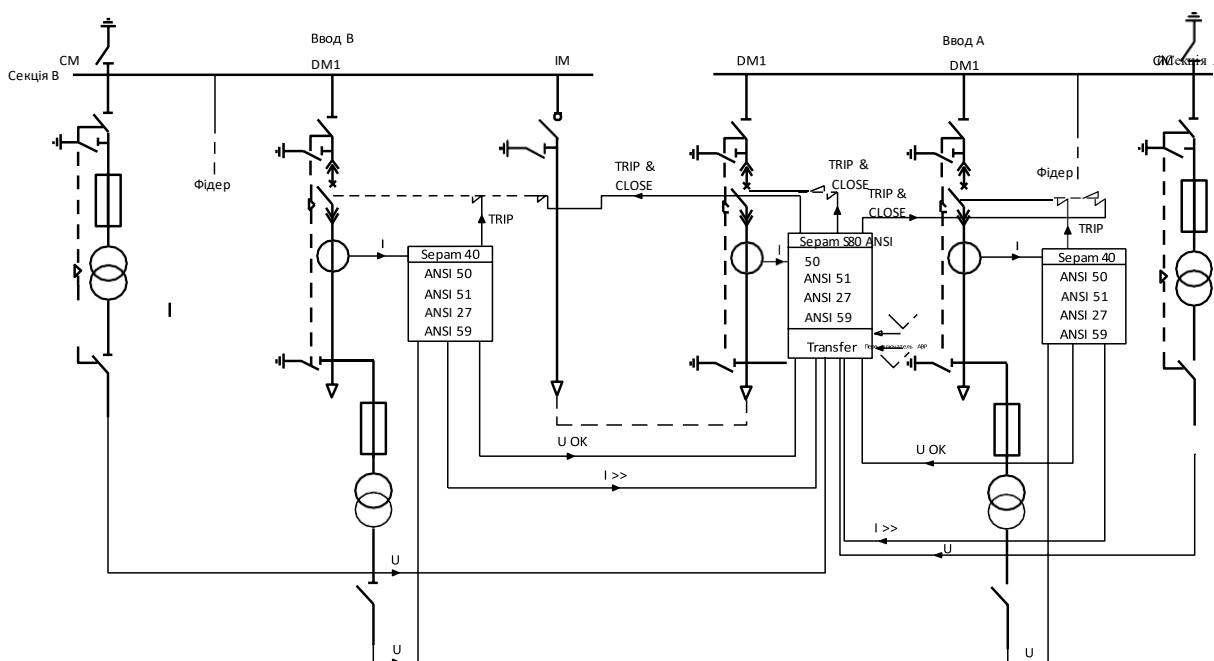 Ввод В
Ввод А
СМ
Секція В
DM1
IM
DM1
DM1
Фідер
TRIP &
CLOSE
TRIP &
CLOSE
TRIP &
CLOSE
Фідер
TRIP
TRIP
I
I
I
Sepam 40
ANSI 50
ANSI 51
ANSI 27
ANSI 59
Sepam S80 ANSI
50
ANSI 51
ANSI 27
ANSI 59
Transfer
Sepam 40
ANSI 50
ANSI 51
ANSI 27
ANSI 59
I
U OK
U OK
I >>
I >>
U
U
U
U